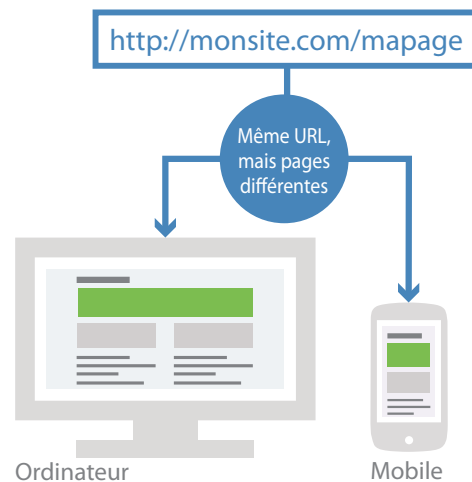 http://monsite.com/mapage
Même URL,
mais pages
différentes
Ordinateur
Mobile